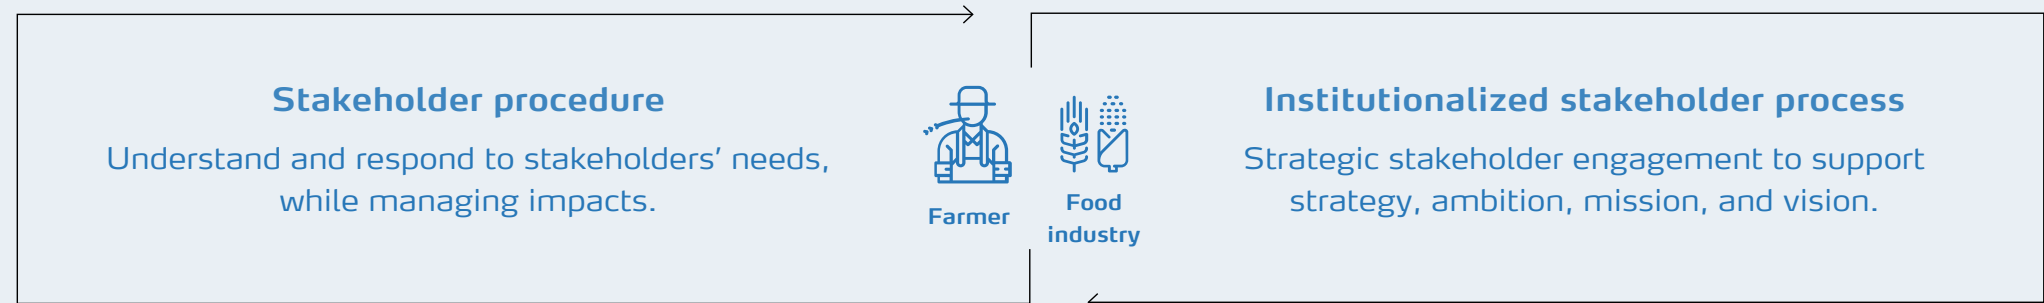 Stakeholder procedure
Understand and respond to stakeholders’ needs,
while managing impacts.
Farmer
Food
industry
Institutionalized stakeholder process
Strategic stakeholder engagement to support
strategy, ambition, mission, and vision.